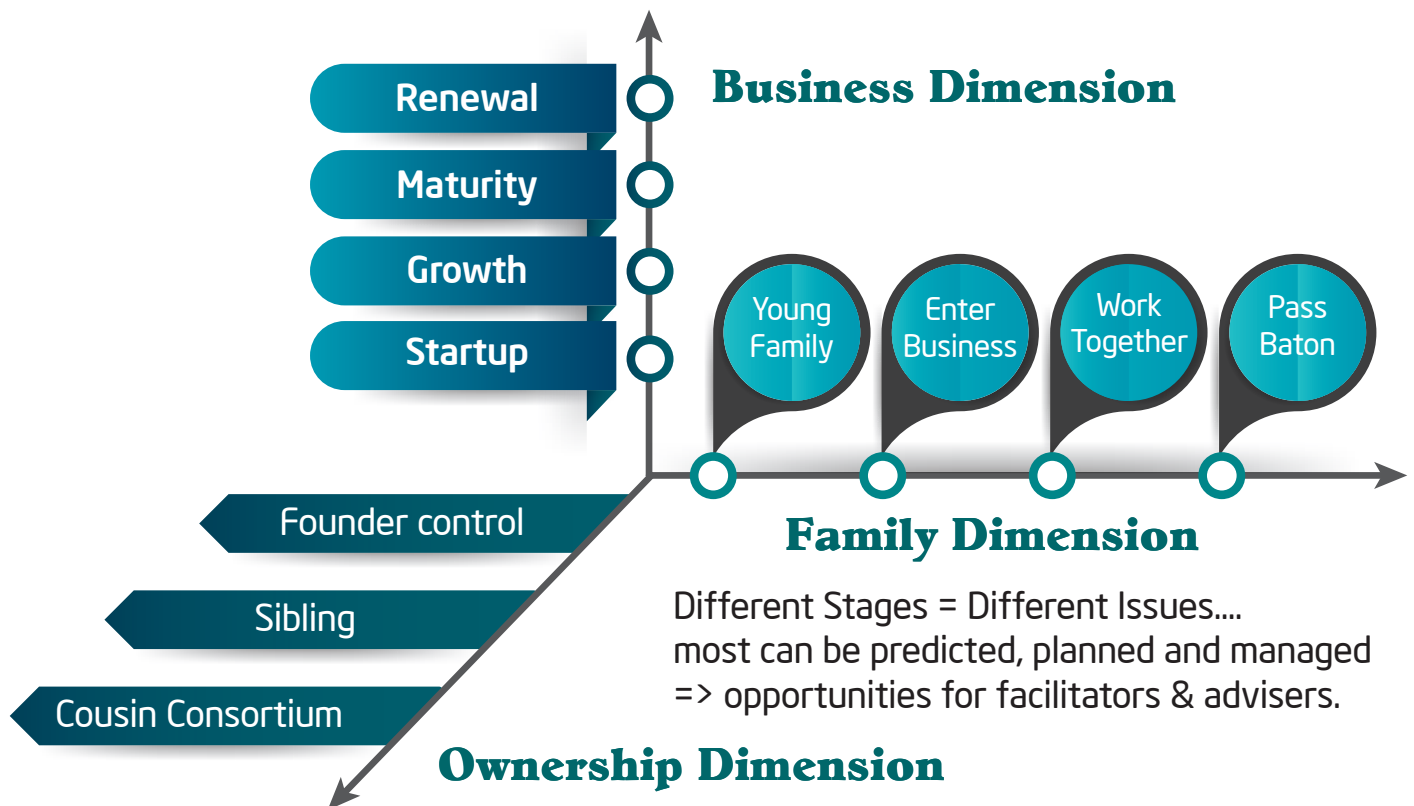 Business Dimension
Renewal
Maturity
Growth
Startup
Young
Family
Enter
Business
Work
Together
Pass
Baton
Family Dimension
Founder control
Sibling
Cousin Consortium
Different Stages = Different Issues....
most can be predicted, planned and managed
=> opportunities for facilitators & advisers.
Ownership Dimension